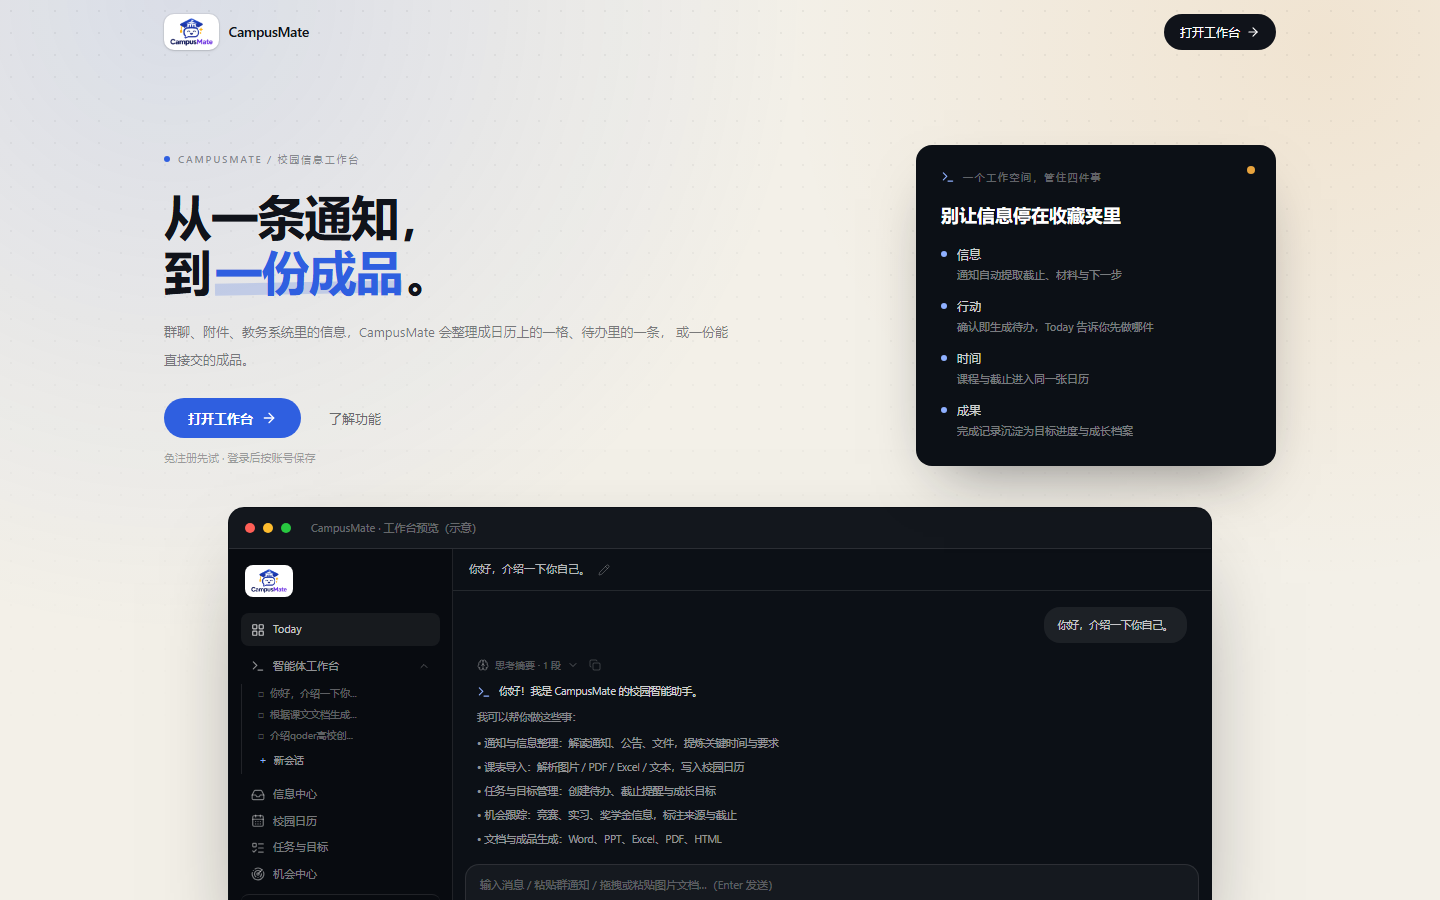 CampusMate
CampusMate
打开工作台
CAMPUSMATE / 校园信息工作台
从一条通知，
到一份成品。
群聊、附件、教务系统里的信息，CampusMate 会整理成日历上的一格、待办里的一条， 或一份能
直接交的成品。
打开工作台
了解功能
免注册先试 · 登录后按账号保存
一个工作空间，管住四件事
别让信息停在收藏夹里
信息
通知自动提取截止、材料与下一步
行动
确认即生成待办，Today 告诉你先做哪件
时间
课程与截止进入同一张日历
成果
完成记录沉淀为目标进度与成长档案
CampusMate · 工作台预览（示意）
CampusMate
Today
智能体工作台
你好，介绍一下你...
根据课文文档生成...
介绍qoder高校创...
+ 新会话
信息中心
校园日历
任务与目标
机会中心
你好，介绍一下你自己。
你好，介绍一下你自己。
思考摘要 · 1 段
你好！我是 CampusMate 的校园智能助手。
我可以帮你做这些事：
• 通知与信息整理：解读通知、公告、文件，提炼关键时间与要求
• 课表导入：解析图片 / PDF / Excel / 文本，写入校园日历
• 任务与目标管理：创建待办、截止提醒与成长目标
• 机会跟踪：竞赛、实习、奖学金信息，标注来源与截止
• 文档与成品生成：Word、PPT、Excel、PDF、HTML
输入消息 / 粘贴群通知 / 拖拽或粘贴图片文档...（Enter 发送）